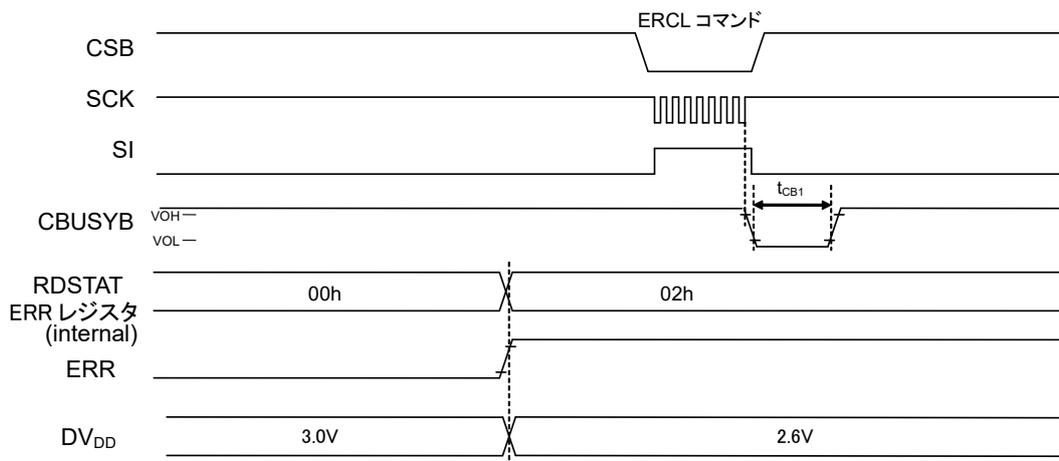 ERCL コマンド
CSB
SCK
SI
tCB1
CBUSYB
VOH
VOL
RDSTAT
ERR レジスタ
(internal)
00h
02h
ERR
DVDD
3.0V
2.6V